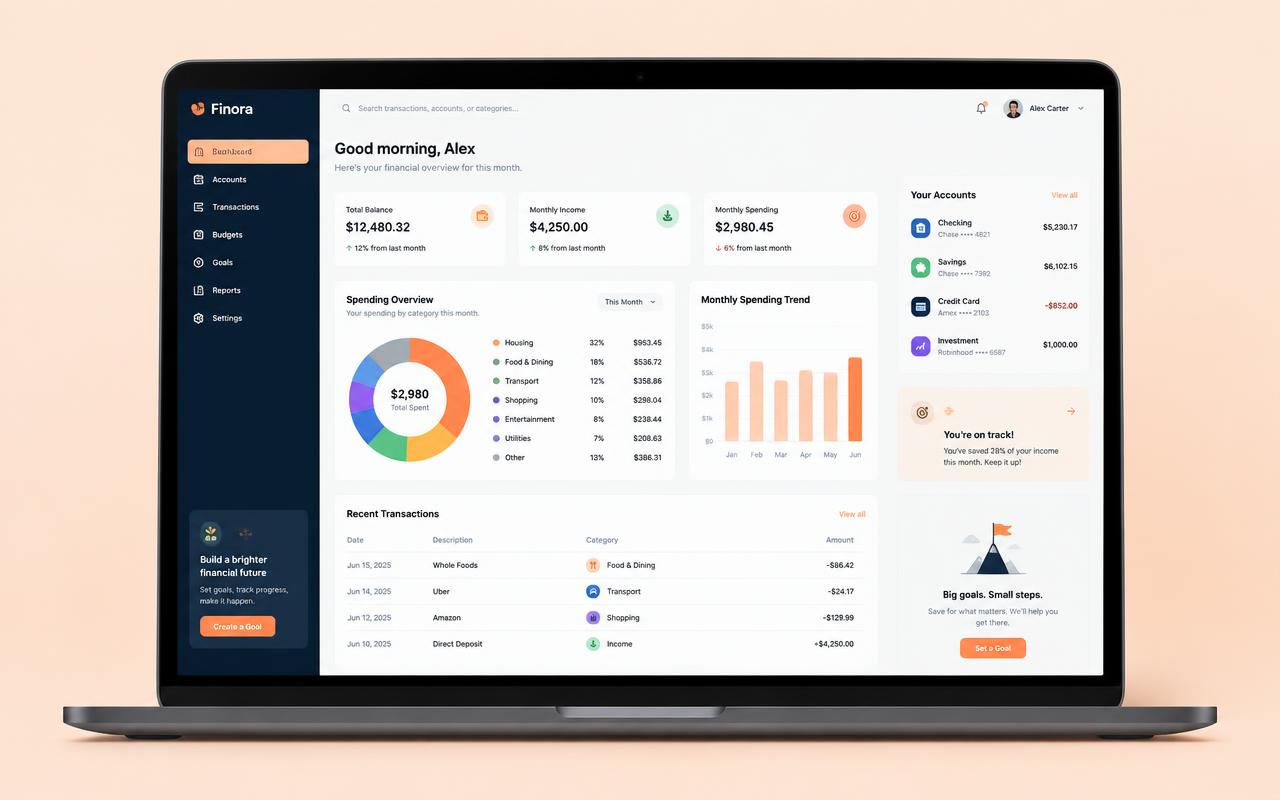 Finora
Dashboard
Accounts
Transactions
Budgets
Goals
Reports
Settings
Build a brighter
financial future
Set goals, track progress,
make it happen.
Create a Goal
Search transactions, accounts, or categories...
Alex Carter
Good morning, Alex
Here's your financial overview for this month.
Total Balance
$12,480.32
↑ 12% from last month
Monthly Income
$4,250.00
↑ 8% from last month
Monthly Spending
$2,980.45
↓ 6% from last month
Spending Overview
This Month
Your spending by category this month.
$2,980
Total Spent
Housing 32% $953.45
Food & Dining 18% $536.72
Transport 12% $358.86
Shopping 10% $298.04
Entertainment 8% $238.44
Utilities 7% $208.63
Other 13% $386.31
Monthly Spending Trend
$5k
$4k
$2k
$1k
$0
Jan Feb Mar Apr May Jun
Recent Transactions
View all
Date Description Category Amount
Jun 15, 2025 Whole Foods Food & Dining -$86.42
Jun 14, 2025 Uber Transport -$24.17
Jun 12, 2025 Amazon Shopping -$129.99
Jun 10, 2025 Direct Deposit Income +$4,250.00
Your Accounts
View all
Checking
Chase •••• 4821
$5,230.17
Savings
Chase •••• 7392
$6,102.15
Credit Card
Amex •••• 2103
-$852.00
Investment
Robinhood •••• 6587
$1,000.00
You're on track!
You've saved 28% of your income
this month. Keep it up!
Big goals. Small steps.
Save for what matters. We'll help you
get there.
Set a Goal